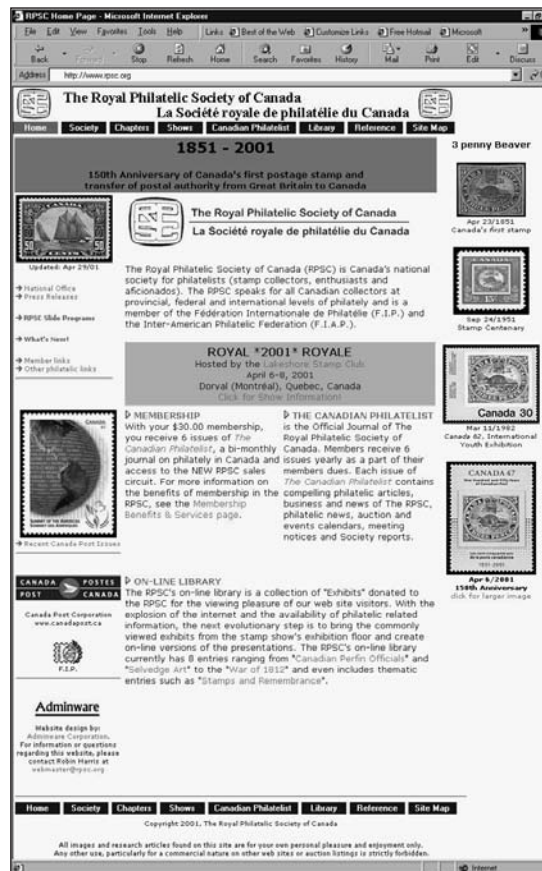 RPSC Home Page - Microsoft Internet Explorer
File Edit View Favorites Tools Help Links Best of the Web Customize Links Free Hotmail Microsoft
Back Forward Stop Refresh Home Search Favorites History Mail Print Edit Discuss
Address http://www.rpsc.org
The Royal Philatelic Society of Canada
La Société royale de philatélie du Canada
Home Society Chapters Shows Canadian Philatelist Library Reference Site Map
1851 - 2001
150th Anniversary of Canada's first postage stamp and
transfer of postal authority from Great Britain to Canada
CANADA
50 CENTS 50
Updated: Apr 29/01
National Office
Press Releases
RPSC Slide Programs
What's New!
Member links
Other philatelic links
CANADA
SUMMIT OF THE AMERICAS
Recent Canada Post Issues
CANADA POSTES
POST CANADA
Canada Post Corporation
www.canadapost.ca
F.I.P.
Adminware
Website design by:
Adminware Corporation.
For information or questions
regarding this website, please
contact Robin Harris at
webmaster@rpsc.org
The Royal Philatelic Society of Canada
La Société royale de philatélie du Canada
The Royal Philatelic Society of Canada (RPSC) is Canada's national
society for philatelists (stamp collectors, enthusiasts and
aficionados). The RPSC speaks for all Canadian collectors at
provincial, federal and international levels of philately and is a
member of the Fédération Internationale de Philatélie (F.I.P.) and
the Inter-American Philatelic Federation (F.I.A.P.).
ROYAL *2001* ROYALE
Hosted by the Lakeshore Stamp Club
April 6-8, 2001
Dorval (Montréal), Quebec, Canada
Click for Show Information!
MEMBERSHIP
With your $30.00 membership,
you receive 6 issues of The
Canadian Philatelist, a bi-monthly
journal on philately in Canada and
access to the NEW RPSC sales
circuit. For more information on
the benefits of membership in the
RPSC, see the Membership
Benefits & Services page.
THE CANADIAN PHILATELIST
is the Official Journal of The
Royal Philatelic Society of
Canada. Members receive 6
issues yearly as a part of their
members dues. Each issue of
The Canadian Philatelist contains
compelling philatelic articles,
business and news of The RPSC,
philatelic news, auction and
events calendars, meeting
notices and Society reports.
ON-LINE LIBRARY
The RPSC's on-line library is a collection of "Exhibits" donated to
the RPSC for the viewing pleasure of our web site visitors. With the
explosion of the internet and the availability of philatelic related
information, the next evolutionary step is to bring the commonly
viewed exhibits from the stamp show's exhibition floor and create
on-line versions of the presentations. The RPSC's on-line library
currently has 8 entries ranging from "Canadian Perfin Officials" and
"Selvedge Art" to the "War of 1812" and even includes thematic
entries such as "Stamps and Remembrance".
3 penny Beaver
Apr 23/1851
Canada's first stamp
15¢
Sep 24/1951
Stamp Centenary
Canada 30
Mar 11/1982
Canada 82, International
Youth Exhibition
CANADA 47
1851-2001
Apr 6/2001
150th Anniversary
click for larger image
Home Society Chapters Shows Canadian Philatelist Library Reference Site Map
Copyright 2001, The Royal Philatelic Society of Canada
All images and research articles found on this site are for your own personal pleasure and enjoyment only.
Any other use, particularly for a commercial nature on other web sites or auction listings is strictly forbidden.
Internet